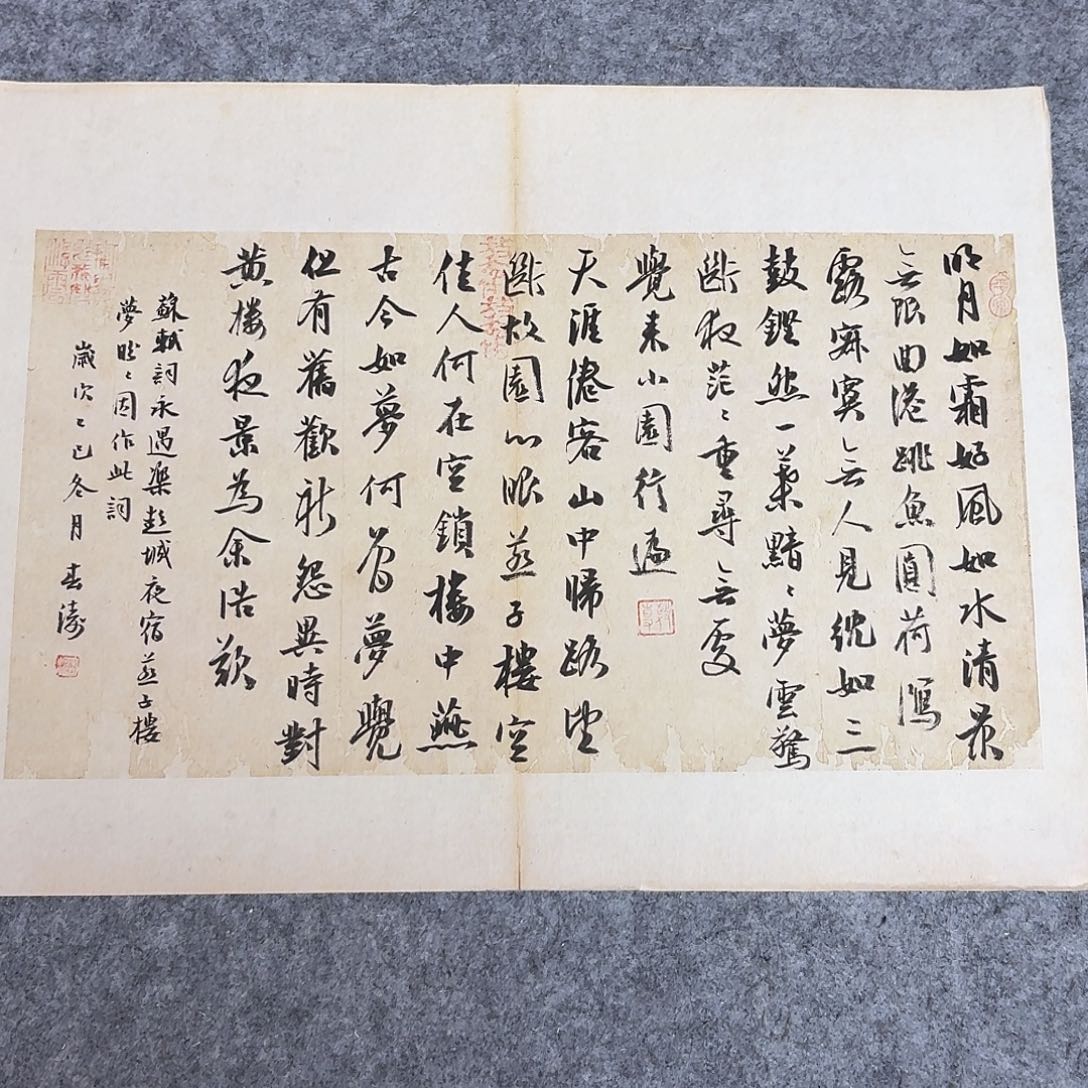 明月如霜好風如水清景
無限曲港跳魚圓荷瀉
露寂寞無人見紞如三
鼓鏗然一葉黯〻夢雲驚
斷夜茫〻重尋無處
覺來小園行遍
天涯倦客山中歸路望
斷故園心眼燕子樓空
佳人何在空鎖樓中燕
古今如夢何曾夢覺
但有舊歡新怨異時對
黃樓夜景為余浩歎
蘇軾詞永遇樂彭城夜宿燕子樓
夢盼〻因作此詞
歲次乙巳冬月 春濤